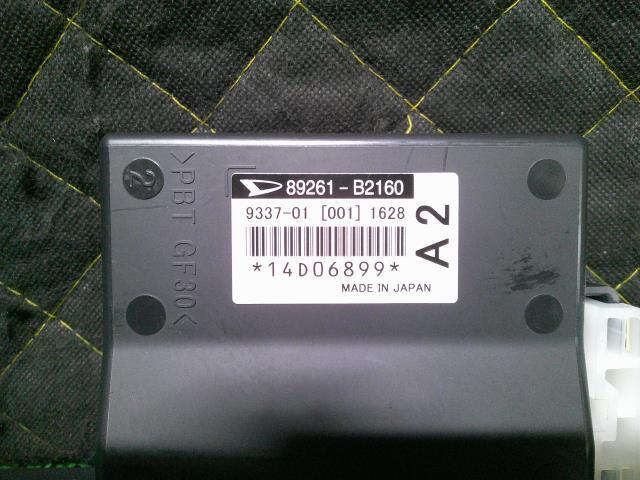 89261-B2160
9337-01 [001] 1628
A2
*14D06899*
MADE IN JAPAN
2
>PBT GF30<